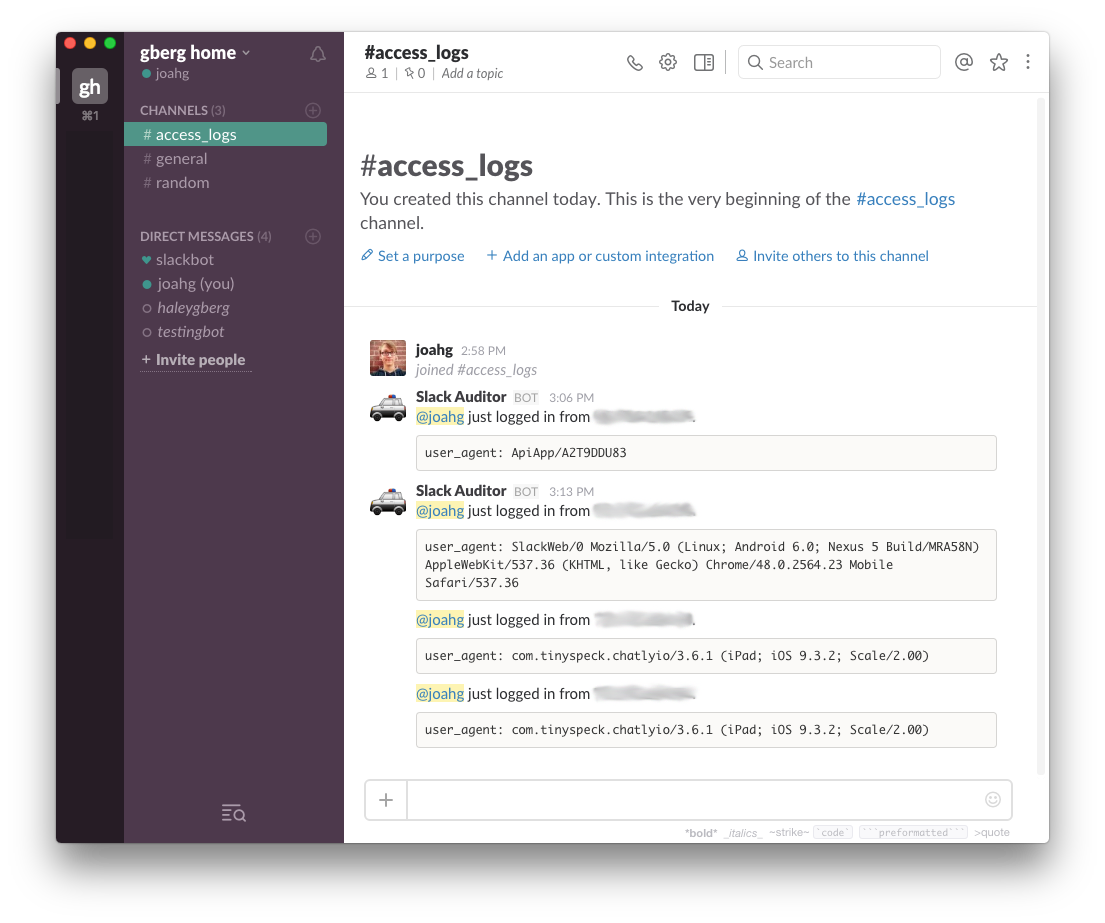 gh
⌘1
gberg home
joahg
CHANNELS (3)
# access_logs
# general
# random
DIRECT MESSAGES (4)
slackbot
joahg (you)
haleygberg
testingbot
+ Invite people
#access_logs
1 | 0 | Add a topic
Search
#access_logs
You created this channel today. This is the very beginning of the #access_logs
channel.
Set a purpose + Add an app or custom integration Invite others to this channel
Today
joahg 2:58 PM
joined #access_logs
Slack Auditor BOT 3:06 PM
@joahg just logged in from .
user_agent: ApiApp/A2T9DDU83
Slack Auditor BOT 3:13 PM
@joahg just logged in from .
user_agent: SlackWeb/0 Mozilla/5.0 (Linux; Android 6.0; Nexus 5 Build/MRA58N)
AppleWebKit/537.36 (KHTML, like Gecko) Chrome/48.0.2564.23 Mobile
Safari/537.36
@joahg just logged in from .
user_agent: com.tinyspeck.chatlyio/3.6.1 (iPad; iOS 9.3.2; Scale/2.00)
@joahg just logged in from .
user_agent: com.tinyspeck.chatlyio/3.6.1 (iPad; iOS 9.3.2; Scale/2.00)
*bold* _italics_ ~strike~ `code` ```preformatted``` >quote